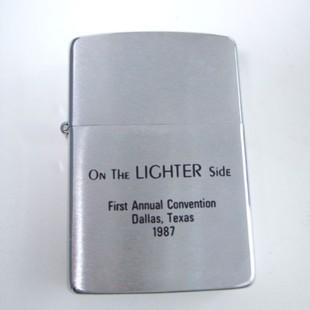 On The LIGHTER Side
First Annual Convention
Dallas, Texas
1987